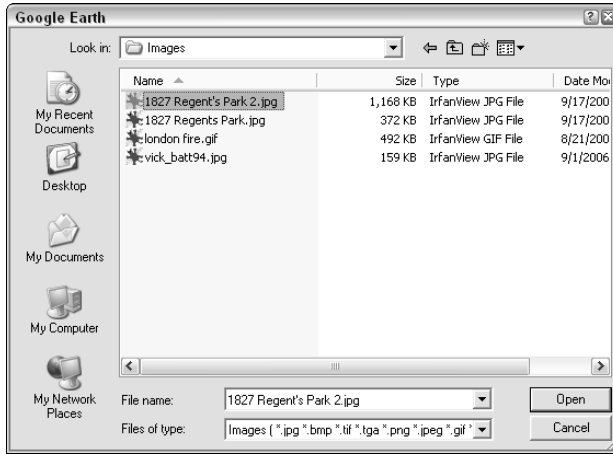 Google Earth
Look in: Images
Name Size Type Date Mo
1827 Regent's Park 2.jpg 1,168 KB IrfanView JPG File 9/17/200
1827 Regents Park.jpg 372 KB IrfanView JPG File 9/17/200
london fire.gif 492 KB IrfanView GIF File 8/21/200
vick_batt94.jpg 159 KB IrfanView JPG File 9/1/2006
My Recent
Documents
Desktop
My Documents
My Computer
My Network
Places
File name: 1827 Regent's Park 2.jpg Open
Files of type: Images ( *.jpg *.bmp *.tif *.tga *.png *.jpeg *.gif * Cancel